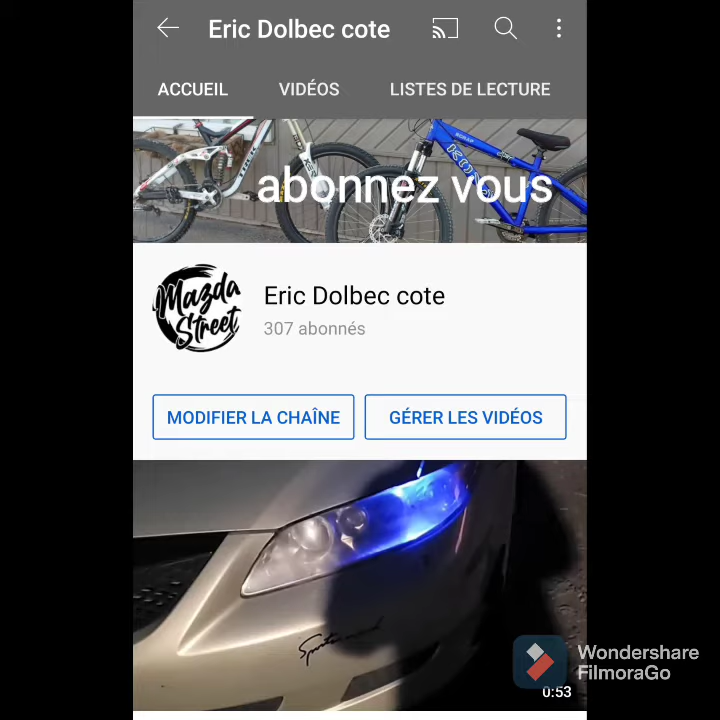 Eric Dolbec cote
ACCUEIL VIDÉOS LISTES DE LECTURE
abonnez vous
Mazda
Street
Eric Dolbec cote
307 abonnés
MODIFIER LA CHAÎNE GÉRER LES VIDÉOS
Wondershare
FilmoraGo
0:53